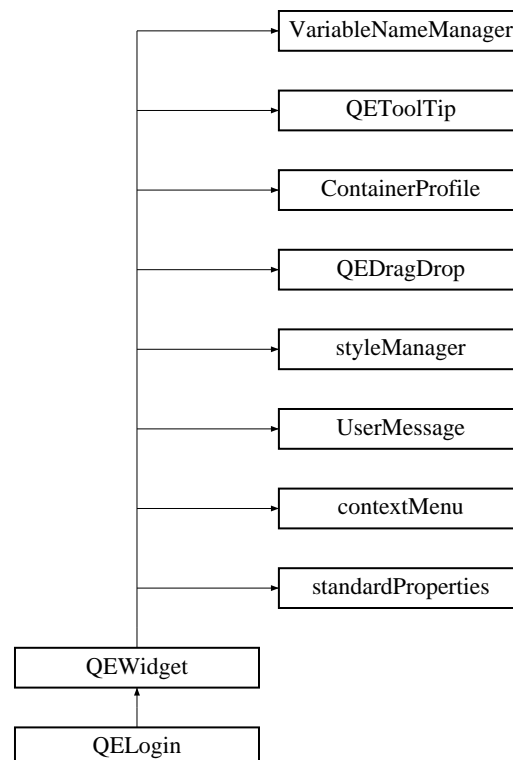 VariableNameManager
QEToolTip
ContainerProfile
QEDragDrop
styleManager
UserMessage
contextMenu
standardProperties
QEWidget
QELogin